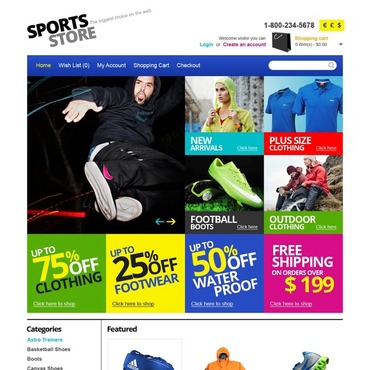 SPORTS
STORE
The biggest choice on the web
1-800-234-5678
€ £ $
Welcome visitor you can
Login or Create an account
Shopping cart
0 item(s) - $0.00
Home Wish List (0) My Account Shopping Cart Checkout
NEW
ARRIVALS
Click here
PLUS SIZE
CLOTHING
Click here
FOOTBALL
BOOTS
Click here
OUTDOOR
CLOTHING
Click here
UP TO
75% OFF
CLOTHING
Click here to shop
UP TO
25% OFF
FOOTWEAR
Click here to shop
UP TO
50% OFF
WATER
PROOF
Click here to shop
FREE
SHIPPING
ON ORDERS OVER
$ 199
Categories
Astro Trainers
Basketball Shoes
Boots
Canvas Shoes
Featured
adidas